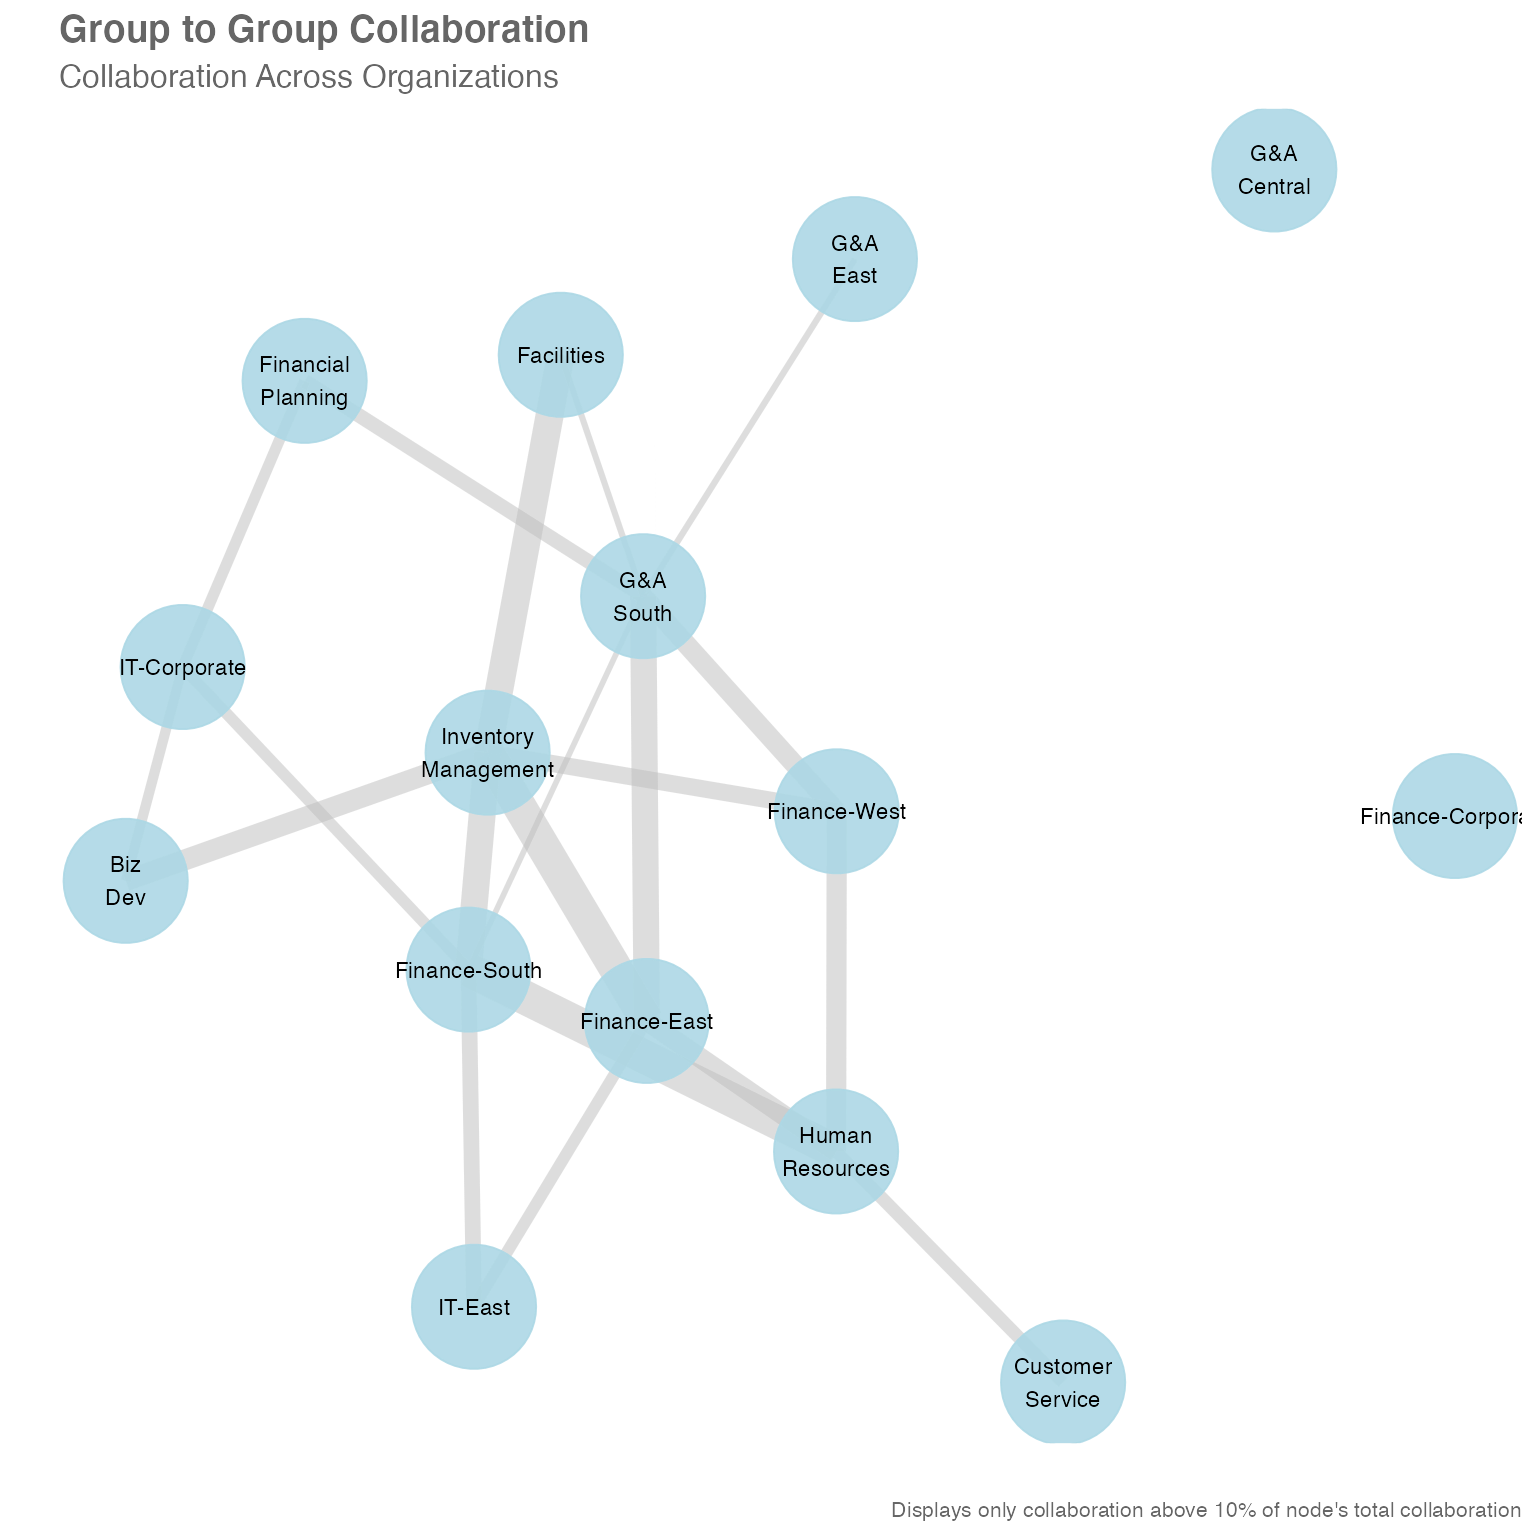 Group to Group Collaboration
Collaboration Across Organizations
G&A
Central
G&A
East
Facilities
Financial
Planning
G&A
South
IT-Corporate
Inventory
Management
Finance-West
Finance-Corpora
Biz
Dev
Finance-South
Finance-East
Human
Resources
IT-East
Customer
Service
Displays only collaboration above 10% of node's total collaboration